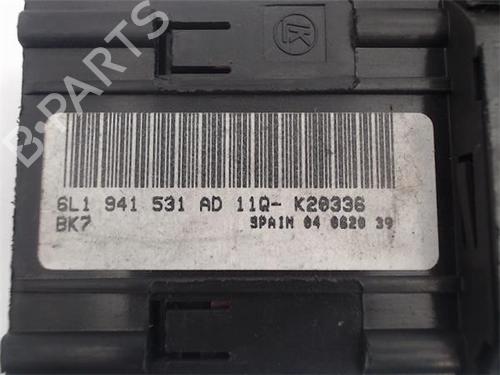 B-PARTS
6L1 941 531 AD 11Q- K20336
BK7 SPAIN 04 0620 39